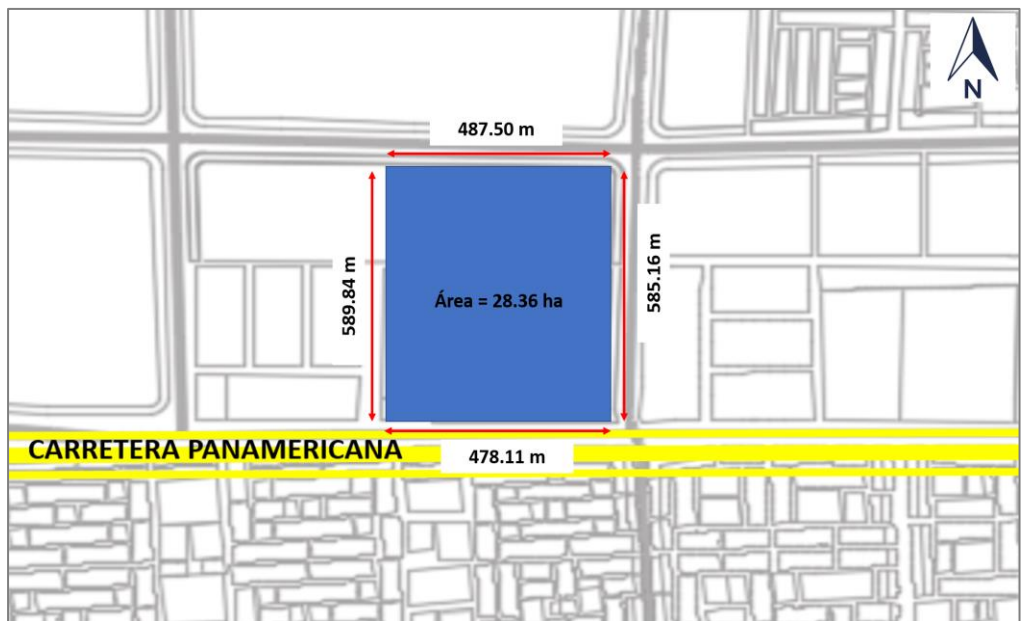 N
487.50 m
589.84 m
585.16 m
Área = 28.36 ha
CARRETERA PANAMERICANA
478.11 m